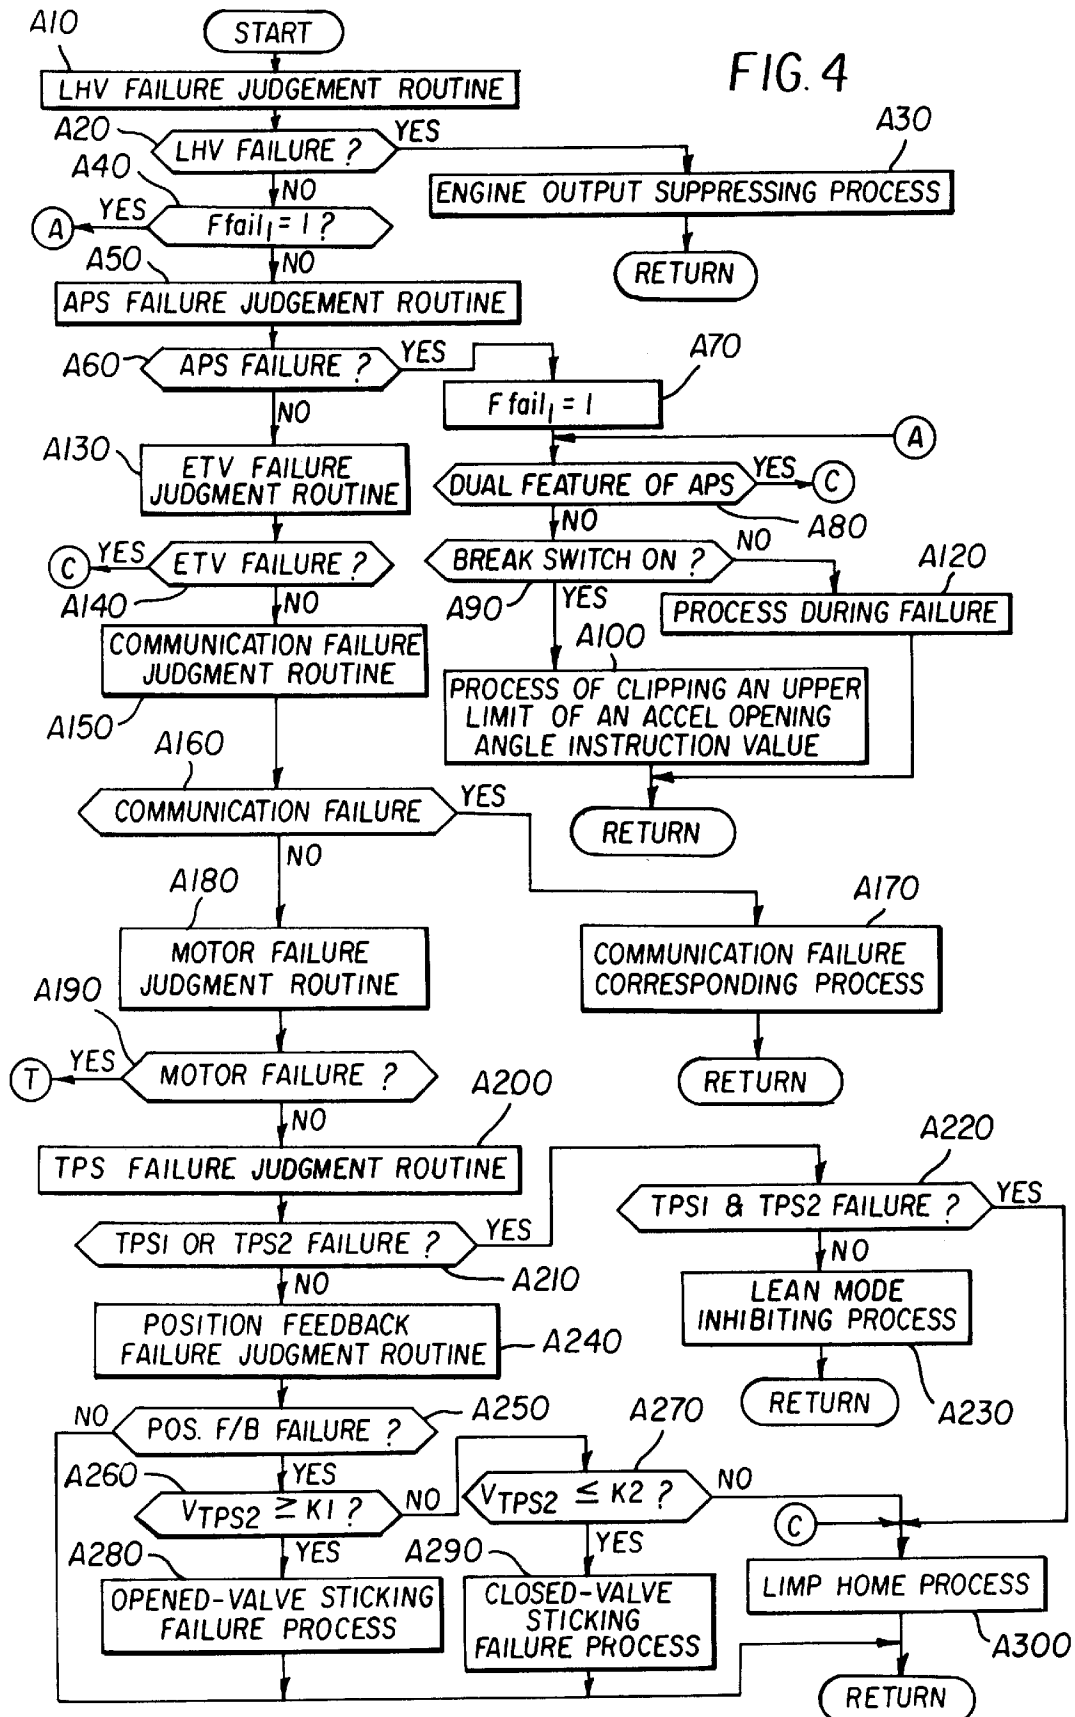 A10
START
FIG. 4
LHV FAILURE JUDGEMENT ROUTINE
A20
LHV FAILURE ?
YES
A30
A40
NO
ENGINE OUTPUT SUPPRESSING PROCESS
A
YES
Ffail1 = 1 ?
RETURN
A50
NO
APS FAILURE JUDGEMENT ROUTINE
A60
APS FAILURE ?
YES
A70
Ffail1 = 1
NO
A
A130
ETV FAILURE
JUDGMENT ROUTINE
DUAL FEATURE OF APS
YES
C
NO
A80
C
YES
ETV FAILURE ?
BREAK SWITCH ON ?
NO
A120
A140
NO
A90
YES
PROCESS DURING FAILURE
COMMUNICATION FAILURE
JUDGMENT ROUTINE
A100
A150
PROCESS OF CLIPPING AN UPPER
LIMIT OF AN ACCEL OPENING
ANGLE INSTRUCTION VALUE
A160
COMMUNICATION FAILURE
YES
RETURN
NO
A180
A170
MOTOR FAILURE
JUDGMENT ROUTINE
COMMUNICATION FAILURE
CORRESPONDING PROCESS
A190
T
YES
MOTOR FAILURE ?
RETURN
NO
A200
TPS FAILURE JUDGMENT ROUTINE
A220
TPS1 & TPS2 FAILURE ?
YES
TPS1 OR TPS2 FAILURE ?
YES
NO
A210
NO
LEAN MODE
INHIBITING PROCESS
POSITION FEEDBACK
FAILURE JUDGMENT ROUTINE
A240
RETURN
A230
NO
POS. F/B FAILURE ?
A250
A270
A260
YES
VTPS2 ≥ K1 ?
NO
VTPS2 ≤ K2 ?
NO
C
YES
YES
A280
A290
OPENED-VALVE STICKING
FAILURE PROCESS
CLOSED-VALVE
STICKING
FAILURE PROCESS
LIMP HOME PROCESS
A300
RETURN